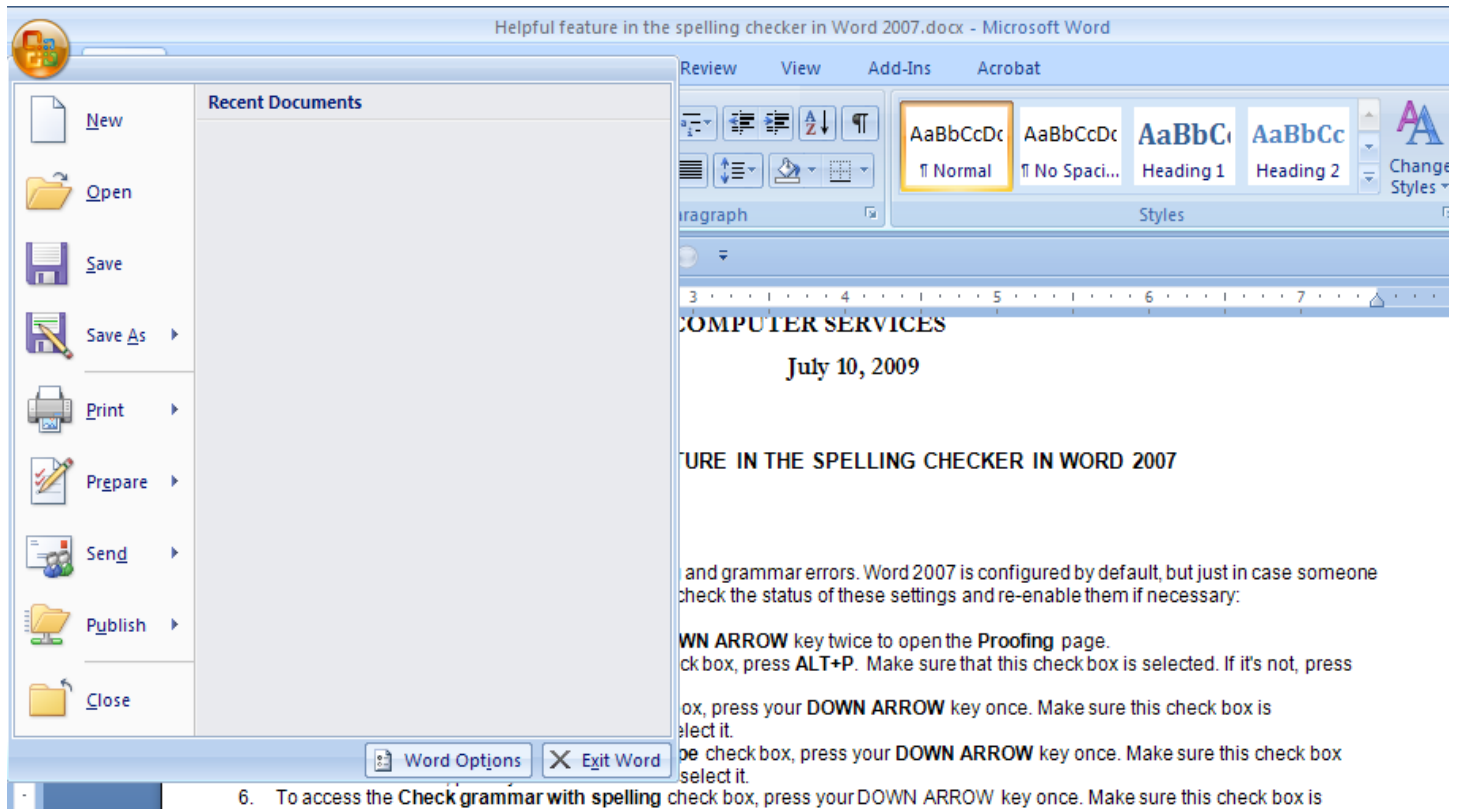 Helpful feature in the spelling checker in Word 2007.docx - Microsoft Word
Review View Add-Ins Acrobat
New
Open
Save
Save As
Print
Prepare
Send
Publish
Close
Recent Documents
Word Options
Exit Word
AaBbCcDc AaBbCcDc AaBbC AaBbCc
¶ Normal ¶ No Spaci... Heading 1 Heading 2
Change
Styles
aragraph
Styles
3 4 5 6 7
COMPUTER SERVICES
July 10, 2009
TURE IN THE SPELLING CHECKER IN WORD 2007
and grammar errors. Word 2007 is configured by default, but just in case someone
check the status of these settings and re-enable them if necessary:
WN ARROW key twice to open the Proofing page.
ck box, press ALT+P. Make sure that this check box is selected. If it's not, press
ox, press your DOWN ARROW key once. Make sure this check box is
elect it.
pe check box, press your DOWN ARROW key once. Make sure this check box
select it.
6. To access the Check grammar with spelling check box, press your DOWN ARROW key once. Make sure this check box is